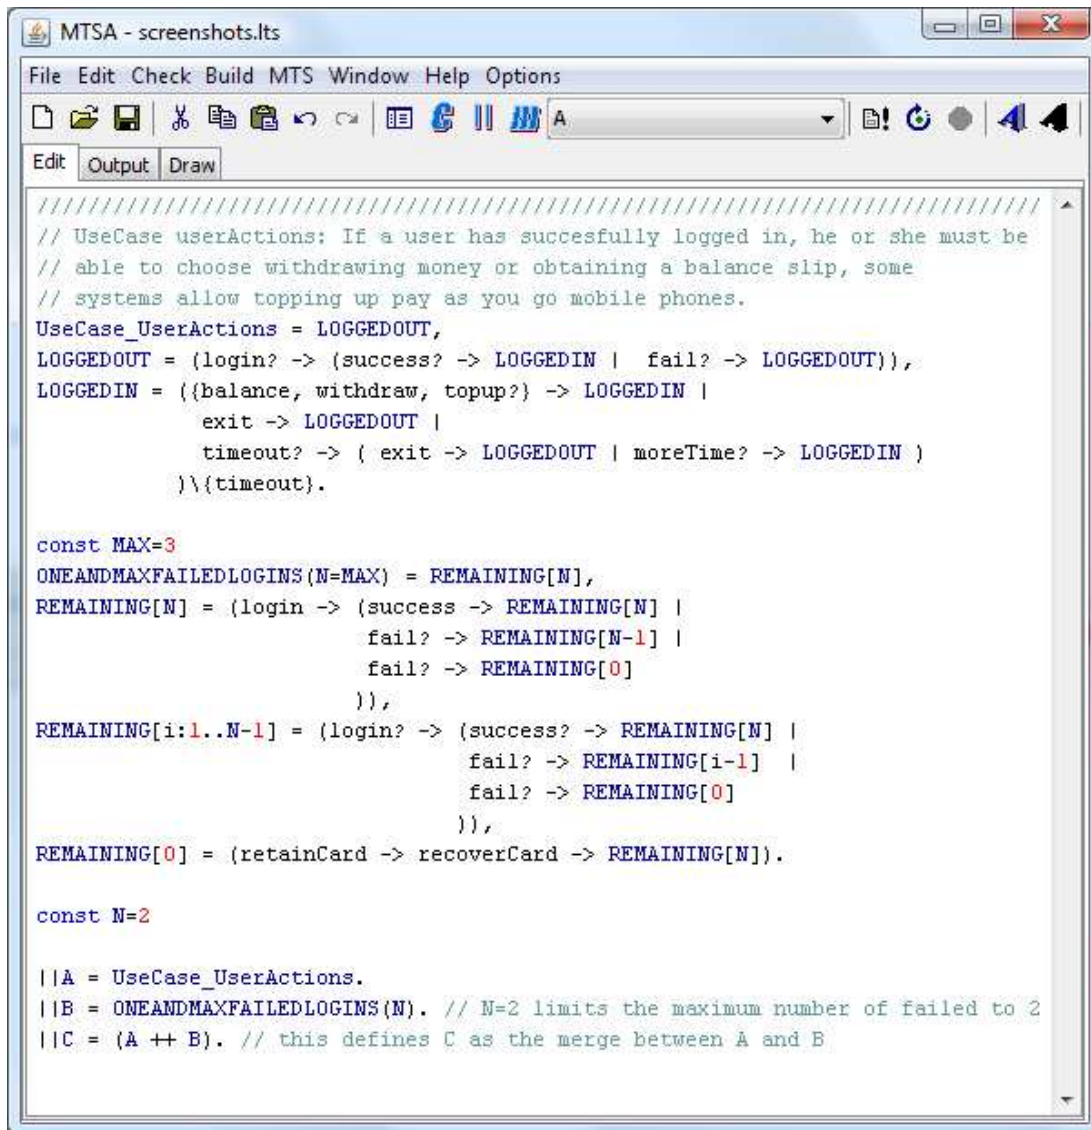 MTSA - screenshots.lts
File Edit Check Build MTS Window Help Options
A
Edit Output Draw
///////////////////////////////////////////////////////////////////////////////
// UseCase userActions: If a user has succesfully logged in, he or she must be
// able to choose withdrawing money or obtaining a balance slip, some
// systems allow topping up pay as you go mobile phones.
UseCase_UserActions = LOGGEDOUT,
LOGGEDOUT = (login? -> (success? -> LOGGEDIN |  fail? -> LOGGEDOUT)),
LOGGEDIN = ({balance, withdraw, topup?} -> LOGGEDIN |
             exit -> LOGGEDOUT |
             timeout? -> ( exit -> LOGGEDOUT | moreTime? -> LOGGEDIN )
           )\{timeout}.
const MAX=3
ONEANDMAXFAILEDLOGINS(N=MAX) = REMAINING[N],
REMAINING[N] = (login -> (success -> REMAINING[N] |
                          fail? -> REMAINING[N-1] |
                          fail? -> REMAINING[0]
                         )),
REMAINING[i:1..N-1] = (login? -> (success? -> REMAINING[N] |
                                  fail? -> REMAINING[i-1]  |
                                  fail? -> REMAINING[0]
                                 )),
REMAINING[0] = (retainCard -> recoverCard -> REMAINING[N]).
const N=2
||A = UseCase_UserActions.
||B = ONEANDMAXFAILEDLOGINS(N). // N=2 limits the maximum number of failed to 2
||C = (A ++ B). // this defines C as the merge between A and B